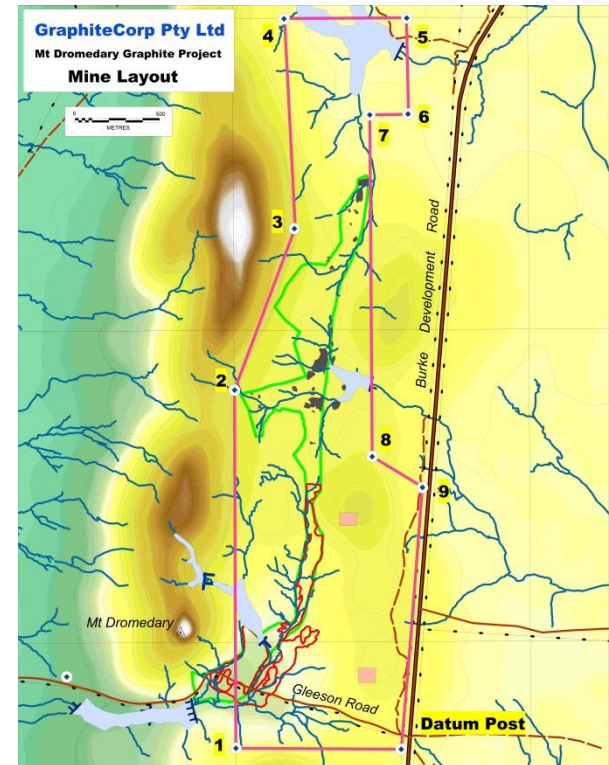 GraphiteCorp Pty Ltd
Mt Dromedary Graphite Project
Mine Layout
0 500
METRES
4
5
6
7
3
Burke Development Road
2
8
9
Mt Dromedary
Gleeson Road
Datum Post
1